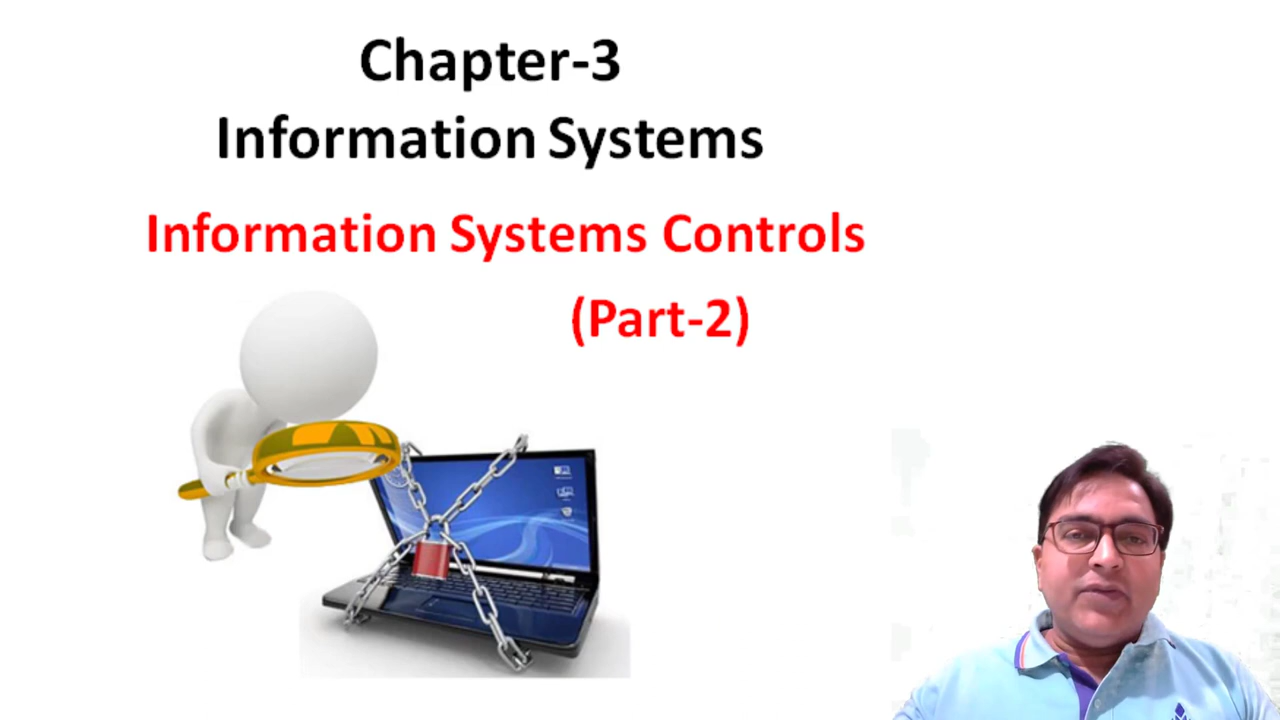 Chapter-3
Information Systems
Information Systems Controls
(Part-2)